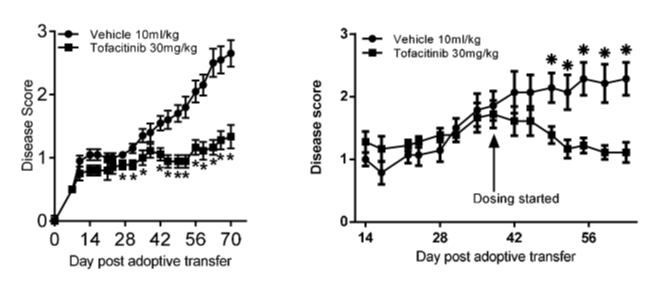 3
2
1
0
Disease Score
Vehicle 10ml/kg
Tofacitinib 30mg/kg
* * * * * * * * * * * *
0 14 28 42 56 70
Day post adoptive transfer
3
2
1
0
Disease score
Vehicle 10ml/kg
Tofacitinib 30mg/kg
* * * * *
Dosing started
14 28 42 56
Day post adoptive transfer